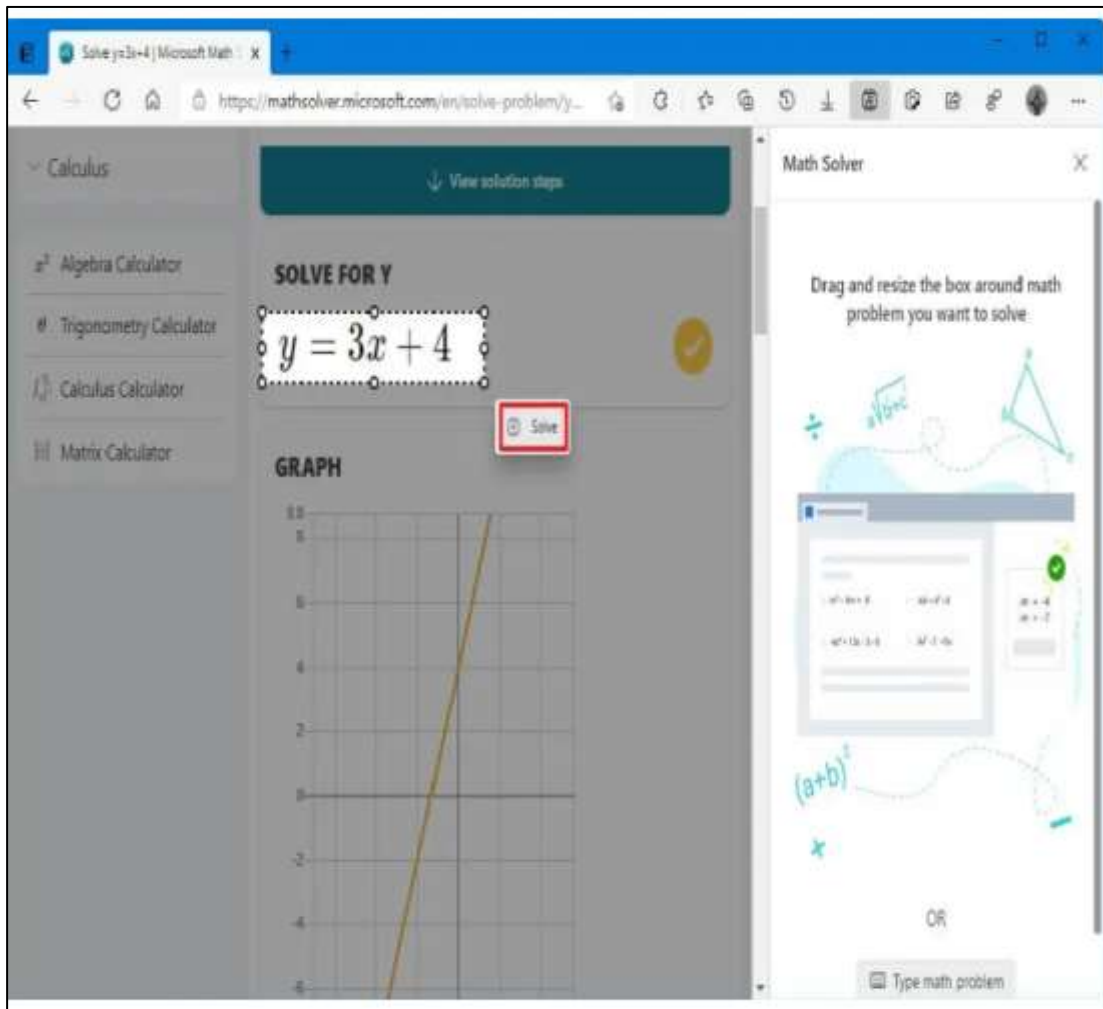 Solve y=3x+4 | Microsoft Math
https://mathsolver.microsoft.com/en/solve-problem/y...
Calculus
View solution steps
x² Algebra Calculator
θ Trigonometry Calculator
Calculus Calculator
Matrix Calculator
SOLVE FOR Y
y = 3x + 4
Solve
GRAPH
8
6
4
2
0
-2
-4
-6
Math Solver
Drag and resize the box around math
problem you want to solve
(a+b)²
OR
Type math problem